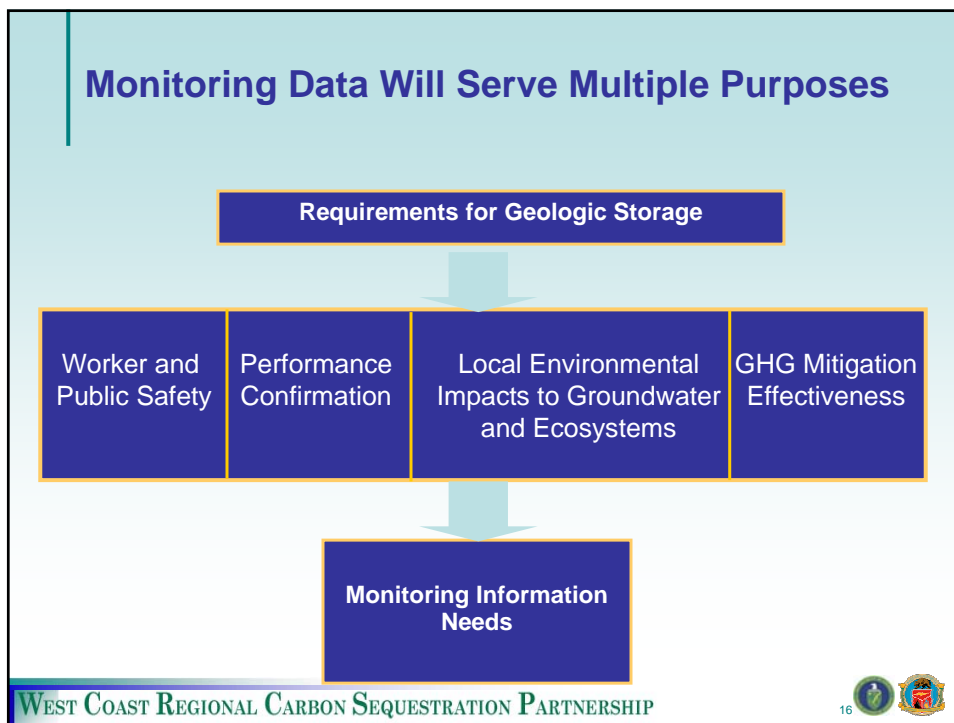 Monitoring Data Will Serve Multiple Purposes
Requirements for Geologic Storage
Worker and
Public Safety
Performance
Confirmation
Local Environmental
Impacts to Groundwater
and Ecosystems
GHG Mitigation
Effectiveness
Monitoring Information
Needs
WEST COAST REGIONAL CARBON SEQUESTRATION PARTNERSHIP
16